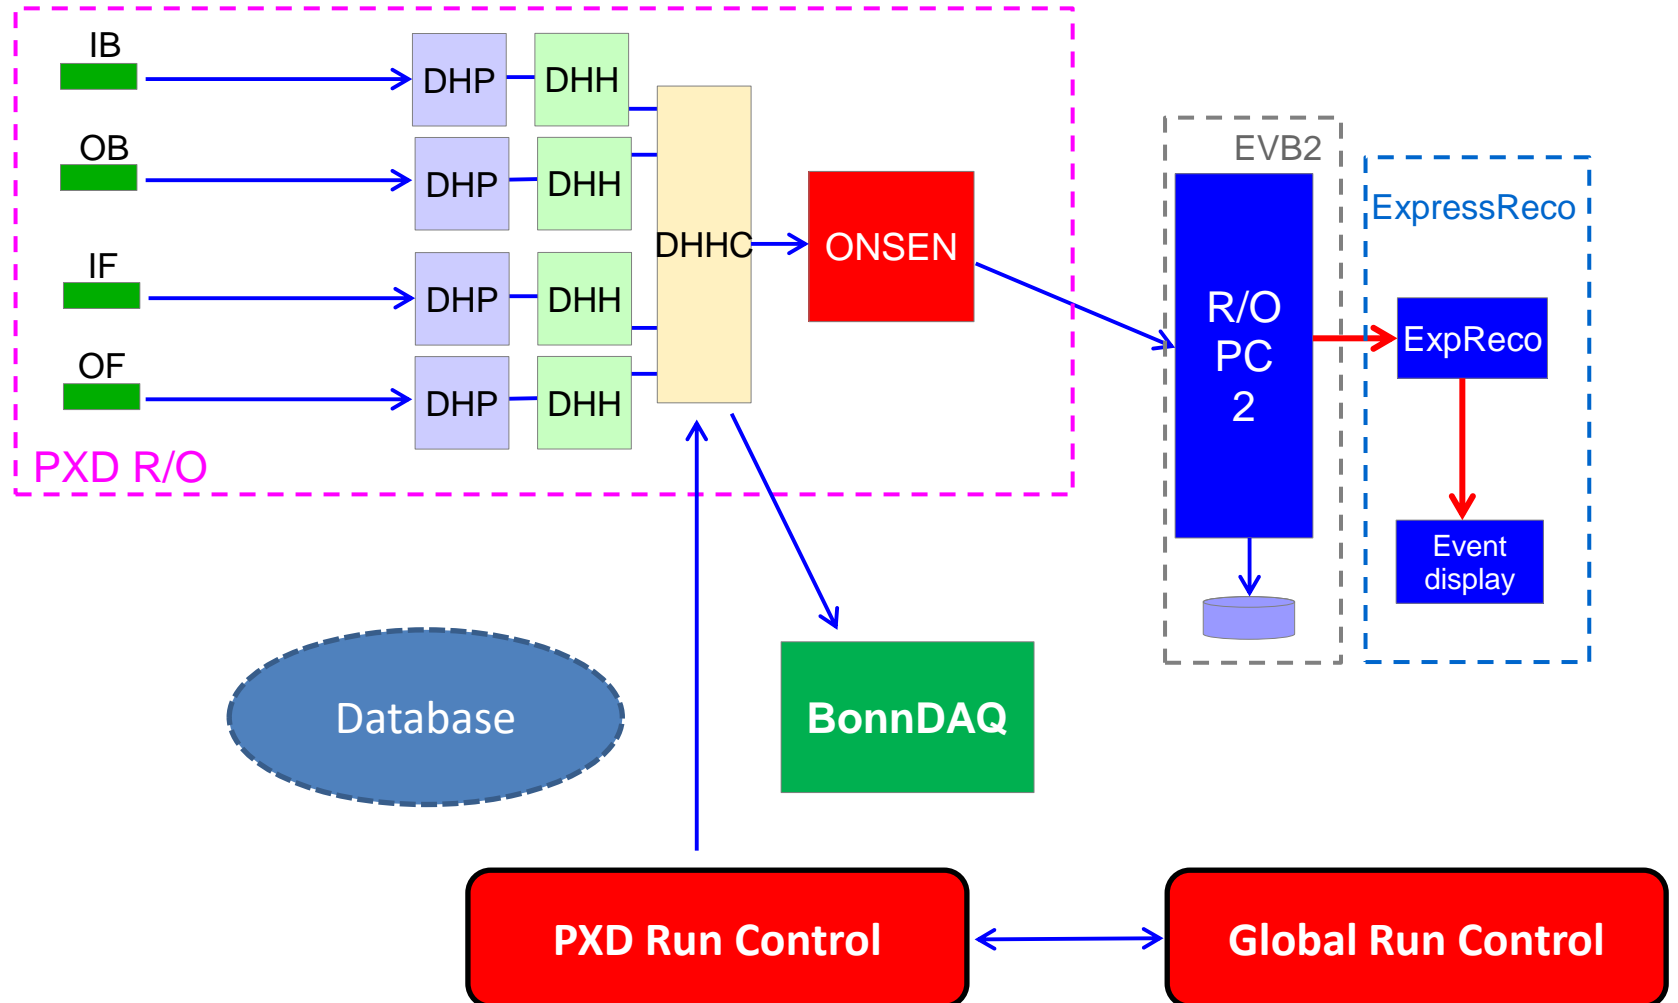 IB
DHP
DHH
OB
DHP
DHH
EVB2
ExpressReco
DHHC
ONSEN
IF
DHP
DHH
R/O
PC
2
ExpReco
OF
DHP
DHH
PXD R/O
Event
display
Database
BonnDAQ
PXD Run Control
Global Run Control